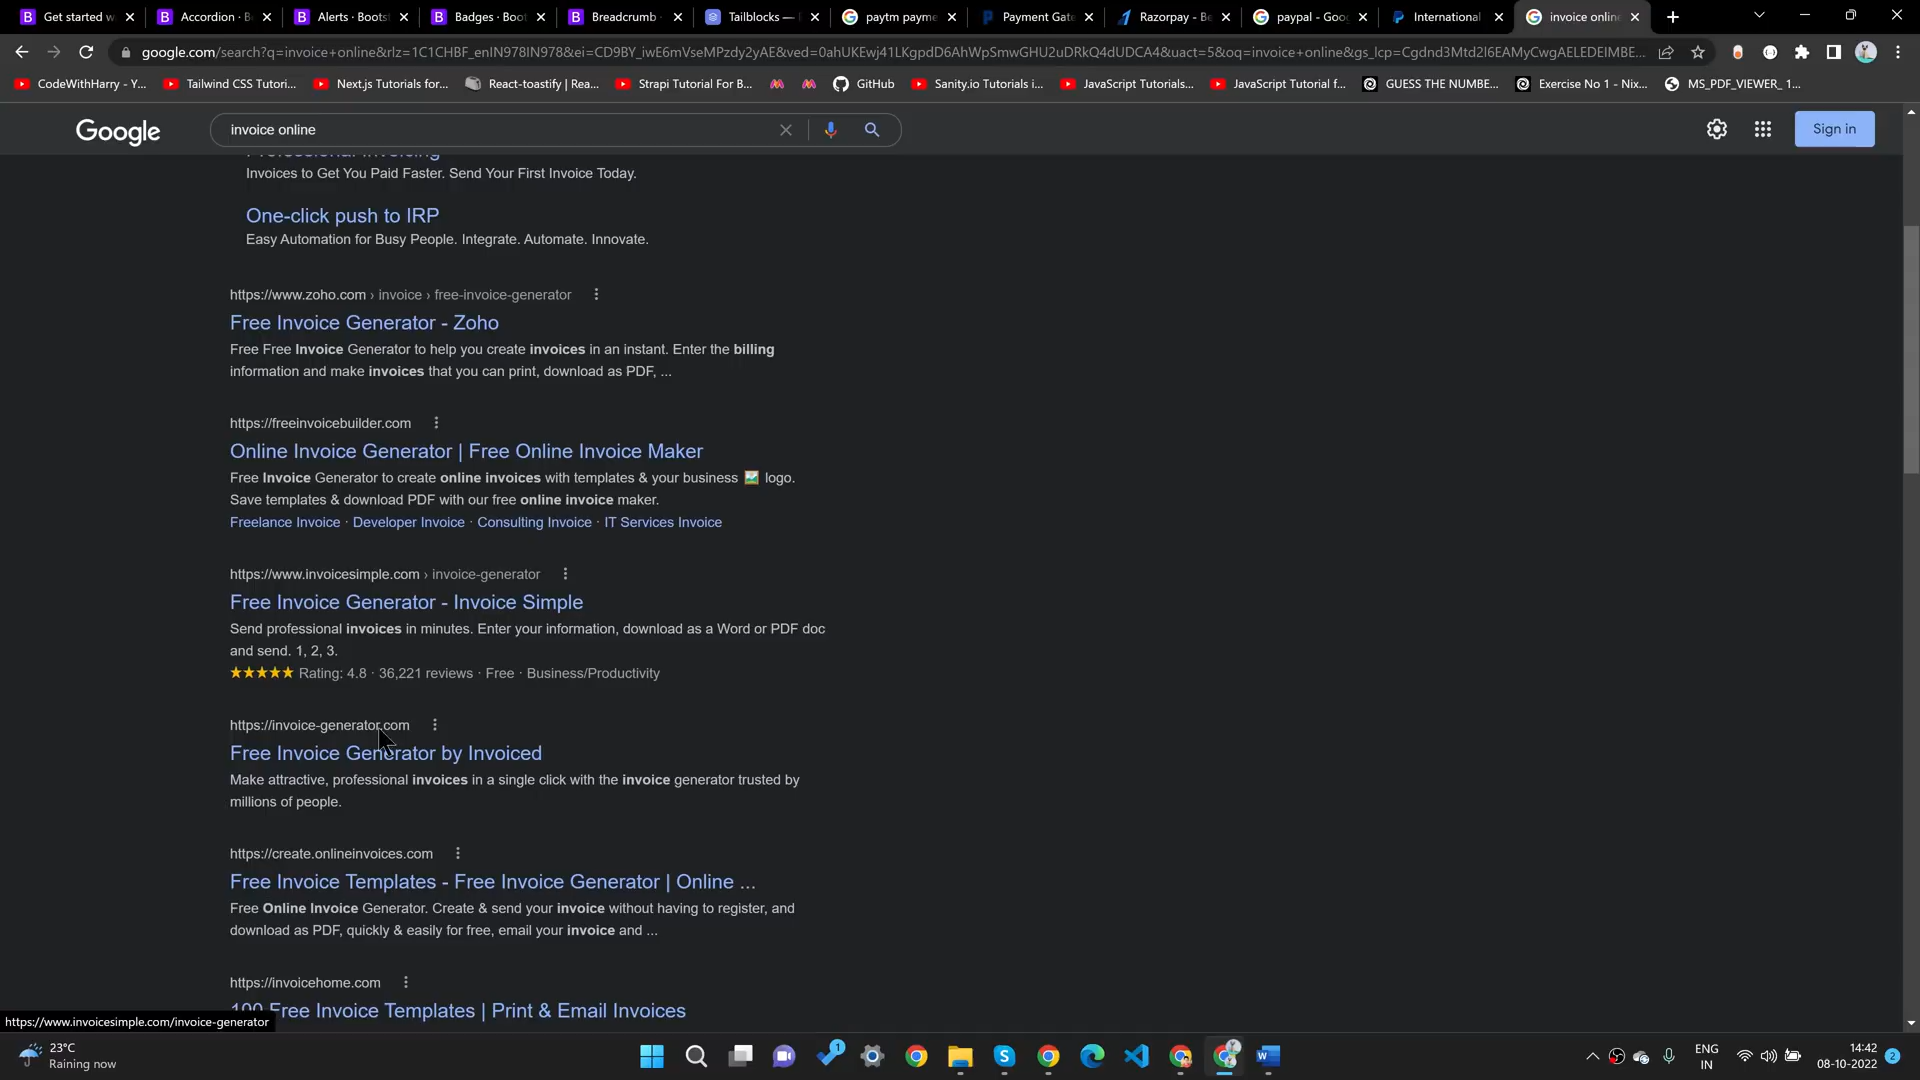 Get started w
Accordion · B
Alerts · Boots
Badges · Boot
Breadcrumb ·
Tailblocks —
paytm payme
Payment Gate
Razorpay - Be
paypal - Goo
International
invoice online
google.com/search?q=invoice+online&rlz=1C1CHBF_enIN978IN978&ei=CD9BY_iwE6mVseMPzdy2yAE&ved=0ahUKEwj41LKgpdD6AhWpSmwGHU2uDRkQ4dUDCA4&uact=5&oq=invoice+online&gs_lcp=Cgdnd3Mtd2l6EAMyCwgAELEDEIMBE...
CodeWithHarry - Y...
Tailwind CSS Tutori...
Next.js Tutorials for...
React-toastify | Rea...
Strapi Tutorial For B...
GitHub
Sanity.io Tutorials i...
JavaScript Tutorials...
JavaScript Tutorial f...
GUESS THE NUMBE...
Exercise No 1 - Nix...
MS_PDF_VIEWER_ 1...
Google
invoice online
Sign in
Professional Invoicing
Invoices to Get You Paid Faster. Send Your First Invoice Today.
One-click push to IRP
Easy Automation for Busy People. Integrate. Automate. Innovate.
https://www.zoho.com › invoice › free-invoice-generator
Free Invoice Generator - Zoho
Free Free Invoice Generator to help you create invoices in an instant. Enter the billing
information and make invoices that you can print, download as PDF, ...
https://freeinvoicebuilder.com
Online Invoice Generator | Free Online Invoice Maker
Free Invoice Generator to create online invoices with templates & your business 🖼️ logo.
Save templates & download PDF with our free online invoice maker.
Freelance Invoice · Developer Invoice · Consulting Invoice · IT Services Invoice
https://www.invoicesimple.com › invoice-generator
Free Invoice Generator - Invoice Simple
Send professional invoices in minutes. Enter your information, download as a Word or PDF doc
and send. 1, 2, 3.
★★★★★ Rating: 4.8 · 36,221 reviews · Free · Business/Productivity
https://invoice-generator.com
Free Invoice Generator by Invoiced
Make attractive, professional invoices in a single click with the invoice generator trusted by
millions of people.
https://create.onlineinvoices.com
Free Invoice Templates - Free Invoice Generator | Online ...
Free Online Invoice Generator. Create & send your invoice without having to register, and
download as PDF, quickly & easily for free, email your invoice and ...
https://invoicehome.com
100 Free Invoice Templates | Print & Email Invoices
https://www.invoicesimple.com/invoice-generator
23°C
Raining now
1
ENG
IN
14:42
08-10-2022
2